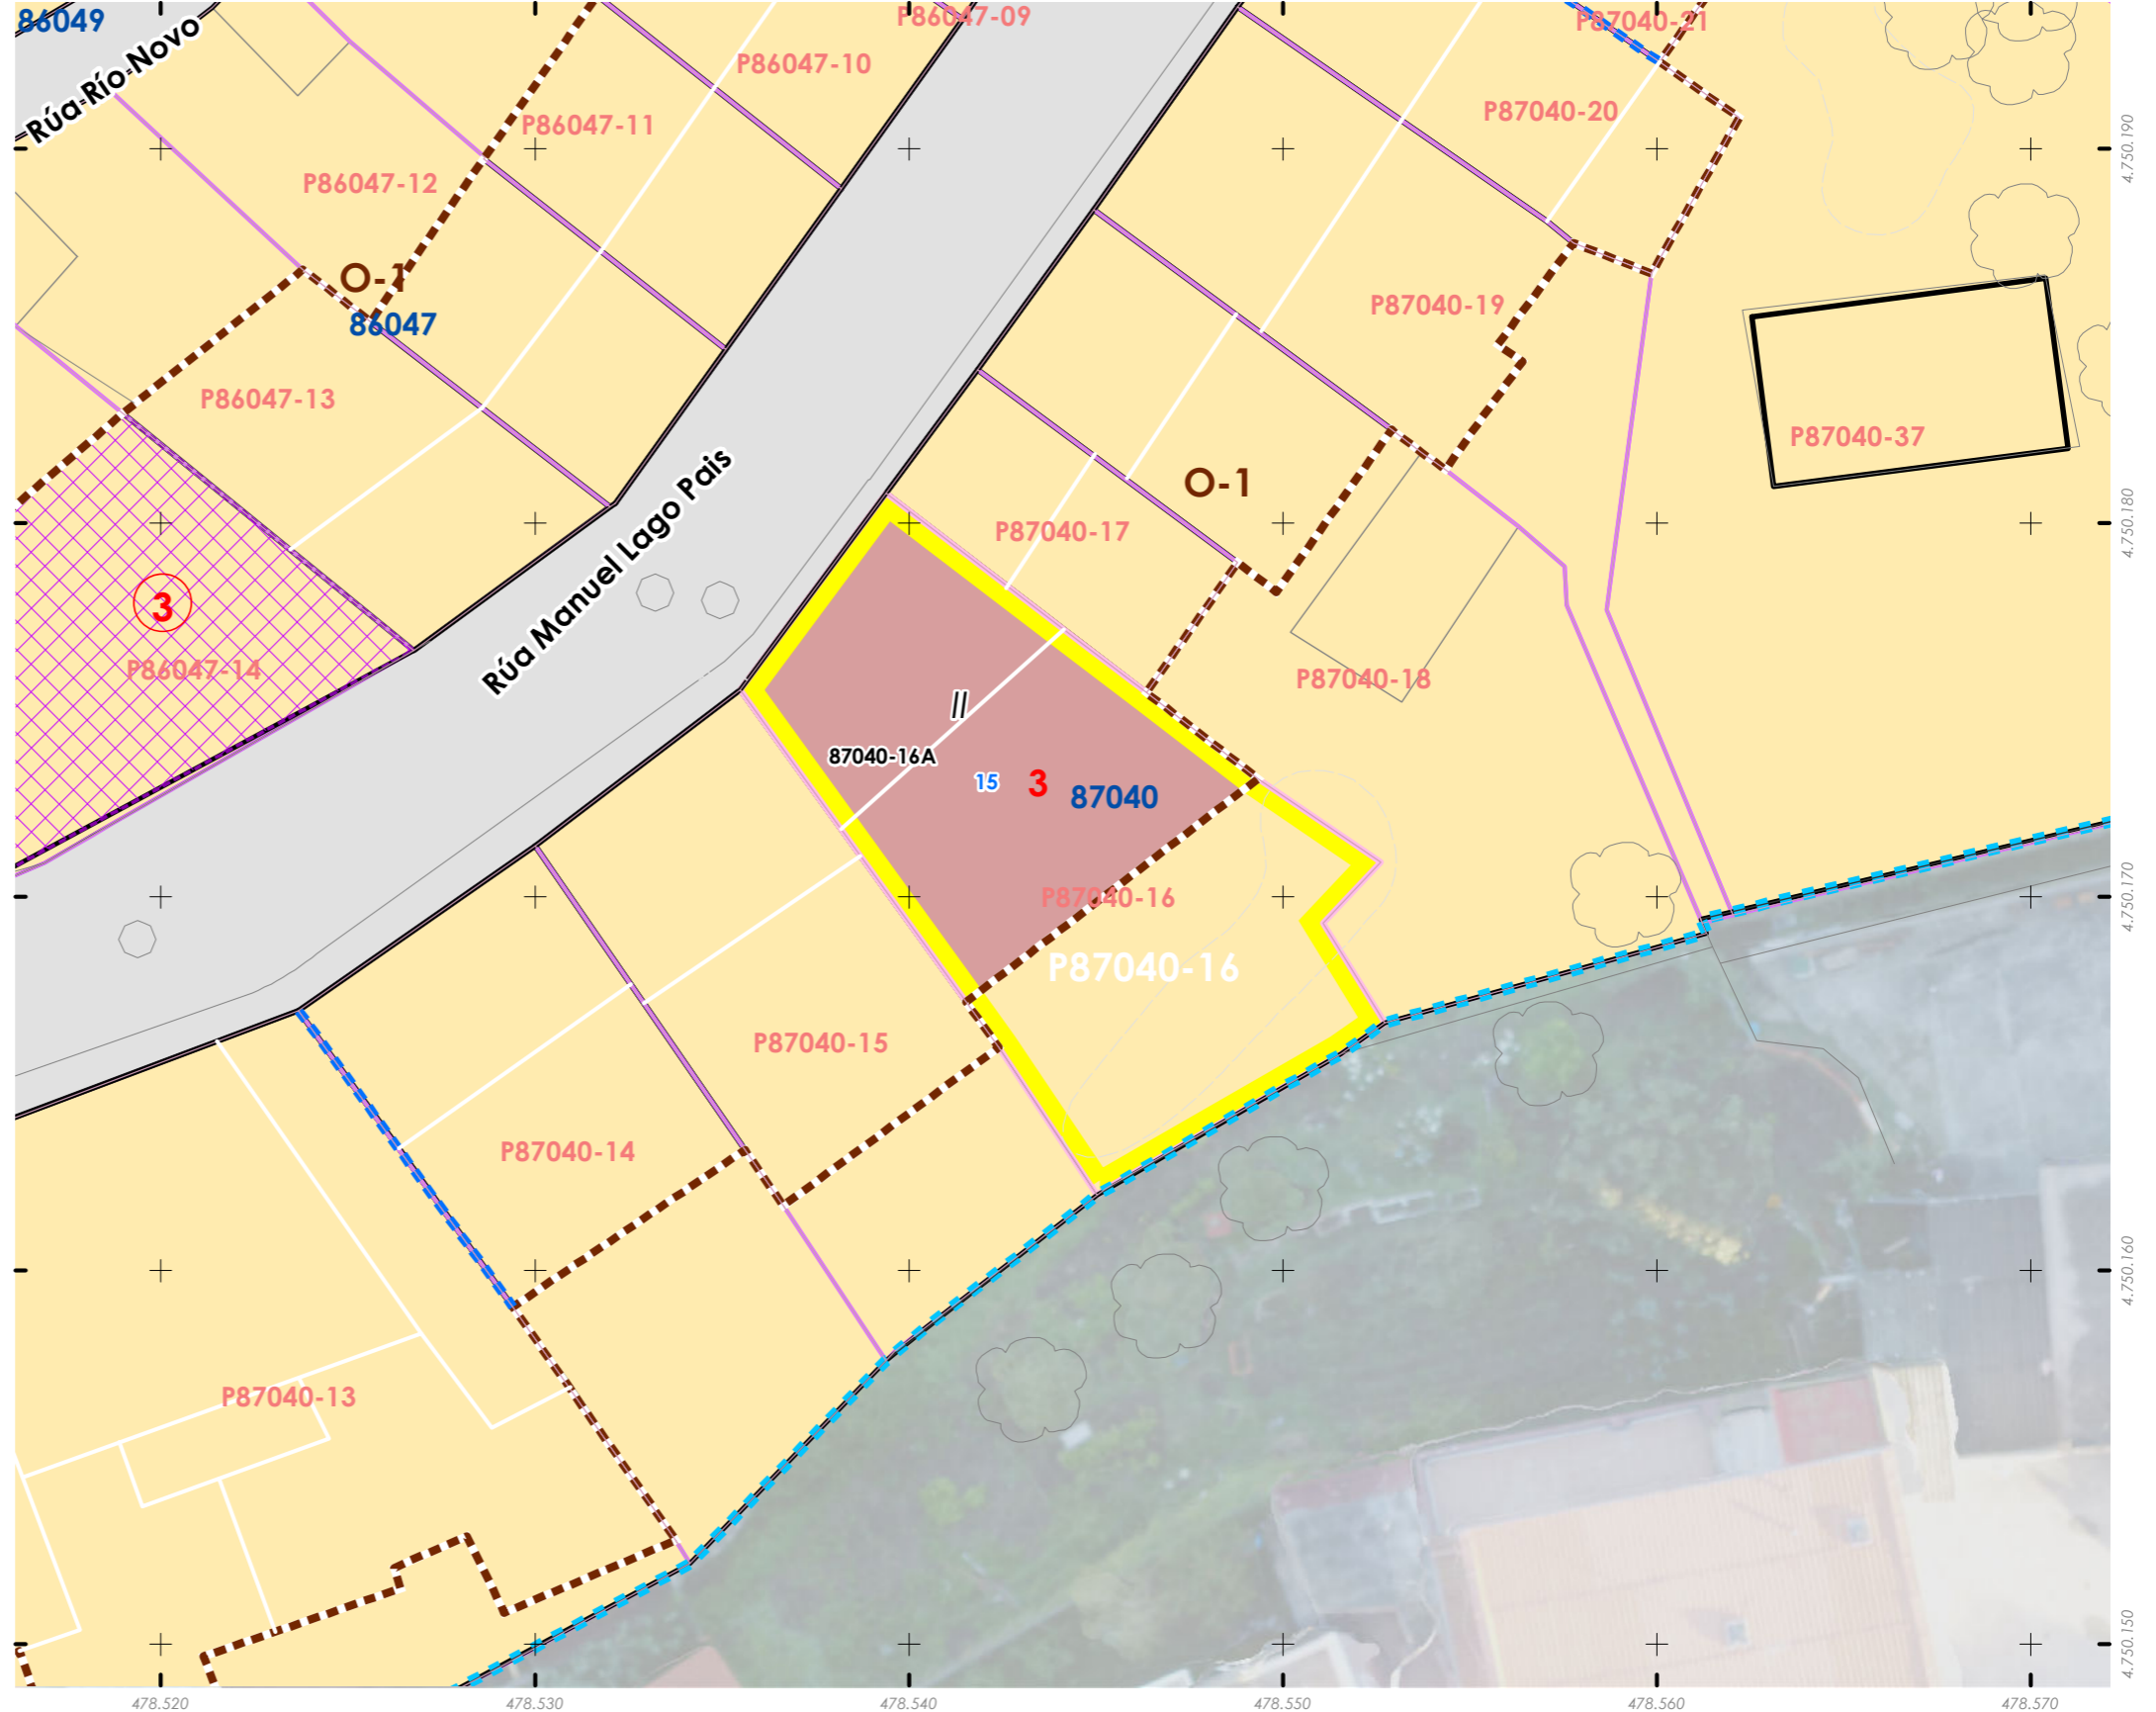 86049
P86047-09
P87040-21
Rúa Río Novo
P86047-10
P87040-20
P86047-11
4.750.190
P86047-12
O-1
86047
P87040-19
P86047-13
P87040-37
O-1
P87040-17
4.750.180
Rúa Manuel Lago Pais
3
P86047-14
P87040-18
//
87040-16A
15
3
87040
P87040-16
4.750.170
P87040-16
P87040-15
P87040-14
4.750.160
P87040-13
4.750.150
478.520
478.530
478.540
478.550
478.560
478.570